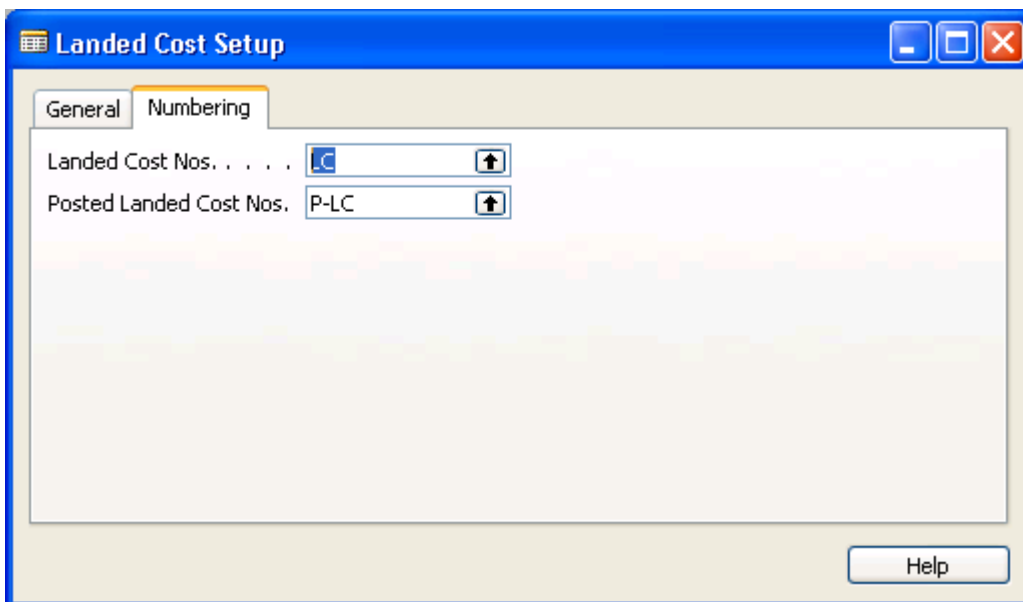 Landed Cost Setup
General Numbering
Landed Cost Nos. . . . . LC
Posted Landed Cost Nos. P-LC
Help